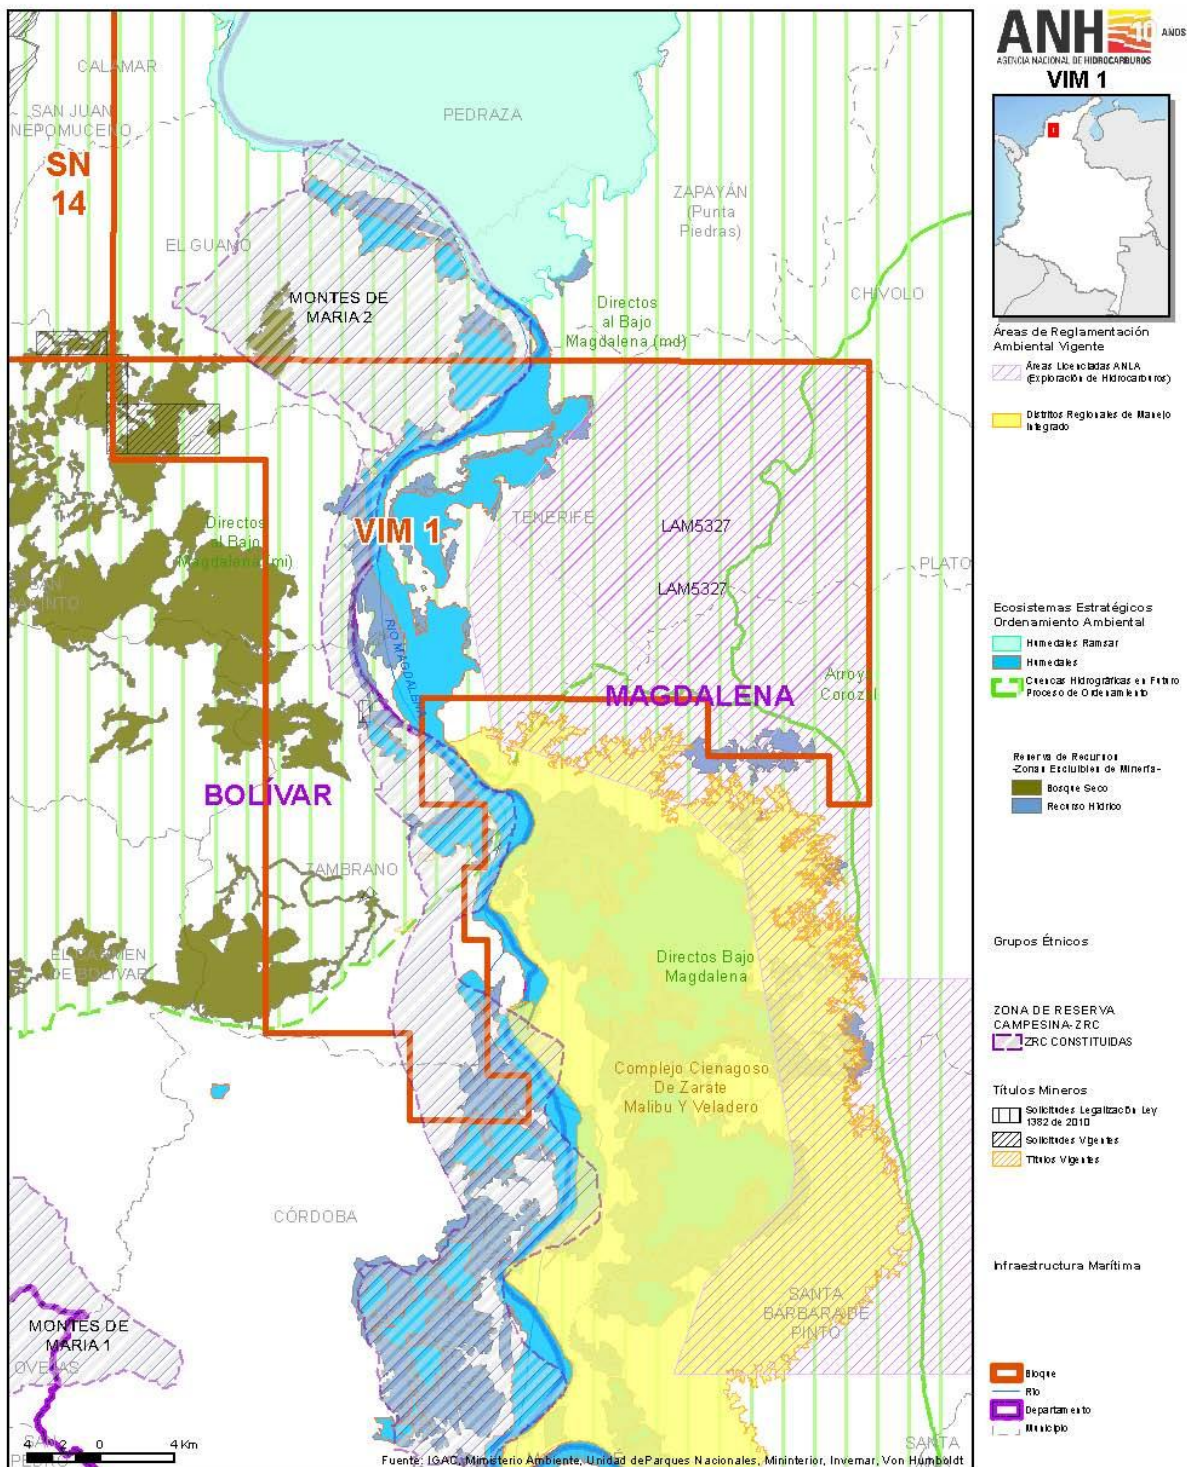 CALAMAR
SAN JUAN
NEPOMUCENO
SN
14
PEDRAZA
ZAPAYÁN
(Punta
Piedras)
EL GUAMO
MONTES DE
MARIA 2
Directos
al Bajo
Magdalena (md)
CHIVOLO
Directos
al Bajo
Magdalena (mi)
VIM 1
TENERIFE
LAM5327
LAM5327
PLATO
RIO MAGDALENA
MAGDALENA
Arroyo
Corozal
BOLÍVAR
ZAMBRANO
EL CARMEN
DE BOLIVAR
Directos Bajo
Magdalena
Complejo Cienagoso
De Zarate
Malibu Y Veladero
CÓRDOBA
SANTA
BÁRBARA DE
PINTO
MONTES DE
MARIA 1
OVEJAS
SAN
PEDRO
SANTA
4 2 0 4 Km
Fuente: IGAC, Ministerio Ambiente, Unidad de Parques Nacionales, Mininterior, Invemar, Von Humboldt
ANH 10 AÑOS
AGENCIA NACIONAL DE HIDROCARBUROS
VIM 1
Áreas de Reglamentación
Ambiental Vigente
Áreas Licenciadas ANLA
(Exploración de Hidrocarburos)
Distritos Regionales de Manejo
Integrado
Ecosistemas Estratégicos
Ordenamiento Ambiental
Humedales Ramsar
Humedales
Cuencas Hidrográficas en Futuro
Proceso de Ordenamiento
Reserva de Recursos
-Zonas Excluibles de Minería-
Bosque Seco
Recurso Hídrico
Grupos Étnicos
ZONA DE RESERVA
CAMPESINA-ZRC
ZRC CONSTITUIDAS
Títulos Mineros
Solicitudes Legalización Ley
1382 de 2010
Solicitudes Vigentes
Títulos Vigentes
Infraestructura Marítima
Bloque
Río
Departamento
Municipio